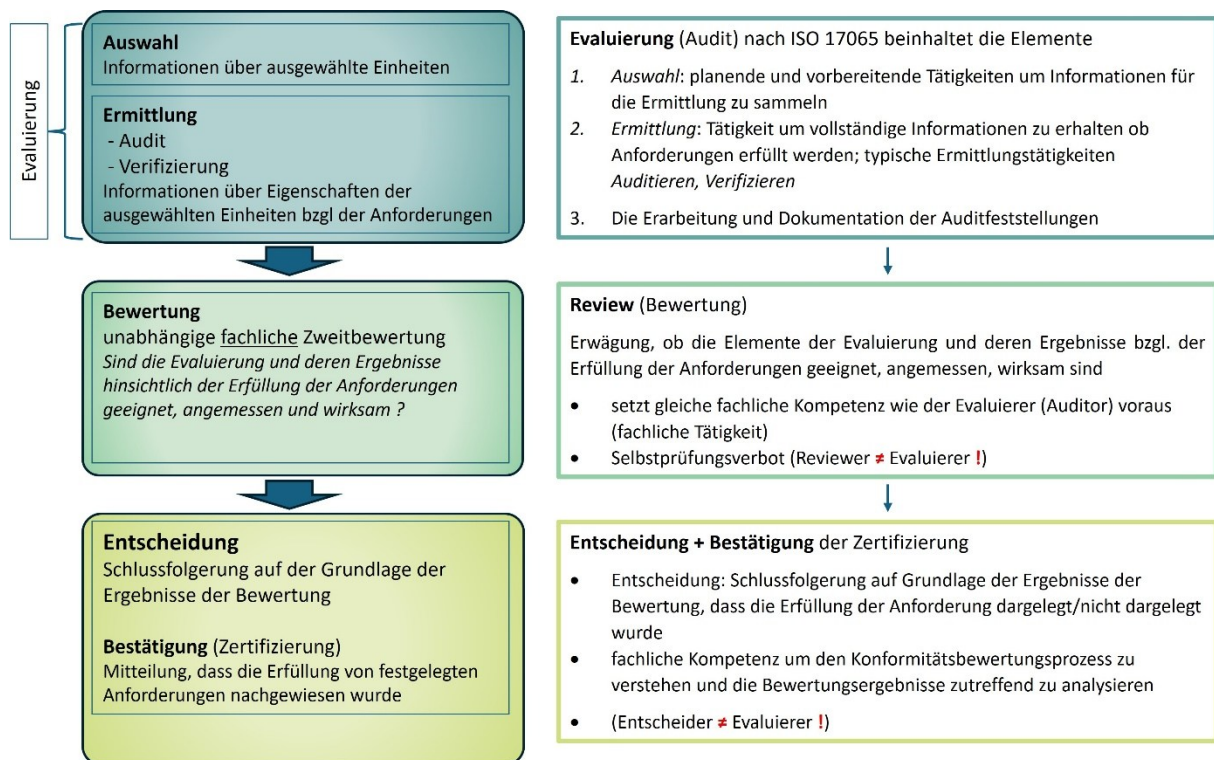 Evaluierung
Auswahl
Informationen über ausgewählte Einheiten
Ermittlung
- Audit
- Verifizierung
Informationen über Eigenschaften der
ausgewählten Einheiten bzgl der Anforderungen
Bewertung
unabhängige fachliche Zweitbewertung
Sind die Evaluierung und deren Ergebnisse
hinsichtlich der Erfüllung der Anforderungen
geeignet, angemessen und wirksam ?
Entscheidung
Schlussfolgerung auf der Grundlage der
Ergebnisse der Bewertung
Bestätigung (Zertifizierung)
Mitteilung, dass die Erfüllung von festgelegten
Anforderungen nachgewiesen wurde
Evaluierung (Audit) nach ISO 17065 beinhaltet die Elemente
1. Auswahl: planende und vorbereitende Tätigkeiten um Informationen für
die Ermittlung zu sammeln
2. Ermittlung: Tätigkeit um vollständige Informationen zu erhalten ob
Anforderungen erfüllt werden; typische Ermittlungstätigkeiten
Auditieren, Verifizieren
3. Die Erarbeitung und Dokumentation der Auditfeststellungen
Review (Bewertung)
Erwägung, ob die Elemente der Evaluierung und deren Ergebnisse bzgl. der
Erfüllung der Anforderungen geeignet, angemessen, wirksam sind
• setzt gleiche fachliche Kompetenz wie der Evaluierer (Auditor) voraus
(fachliche Tätigkeit)
• Selbstprüfungsverbot (Reviewer ≠ Evaluierer !)
Entscheidung + Bestätigung der Zertifizierung
• Entscheidung: Schlussfolgerung auf Grundlage der Ergebnisse der
Bewertung, dass die Erfüllung der Anforderung dargelegt/nicht dargelegt
wurde
• fachliche Kompetenz um den Konformitätsbewertungsprozess zu
verstehen und die Bewertungsergebnisse zutreffend zu analysieren
• (Entscheider ≠ Evaluierer !)